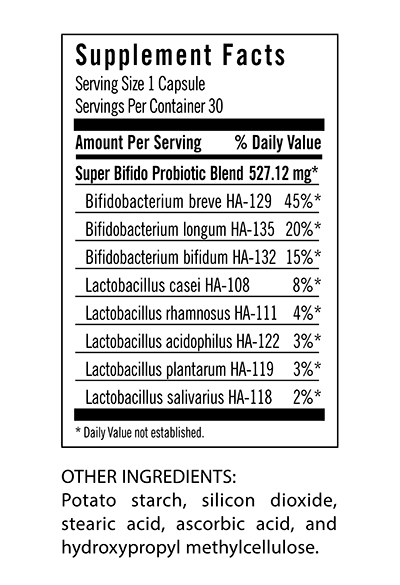 Supplement Facts
Serving Size 1 Capsule
Servings Per Container 30
Amount Per Serving % Daily Value
Super Bifido Probiotic Blend 527.12 mg*
Bifidobacterium breve HA-129 45%*
Bifidobacterium longum HA-135 20%*
Bifidobacterium bifidum HA-132 15%*
Lactobacillus casei HA-108 8%*
Lactobacillus rhamnosus HA-111 4%*
Lactobacillus acidophilus HA-122 3%*
Lactobacillus plantarum HA-119 3%*
Lactobacillus salivarius HA-118 2%*
* Daily Value not established.
OTHER INGREDIENTS:
Potato starch, silicon dioxide,
stearic acid, ascorbic acid, and
hydroxypropyl methylcellulose.